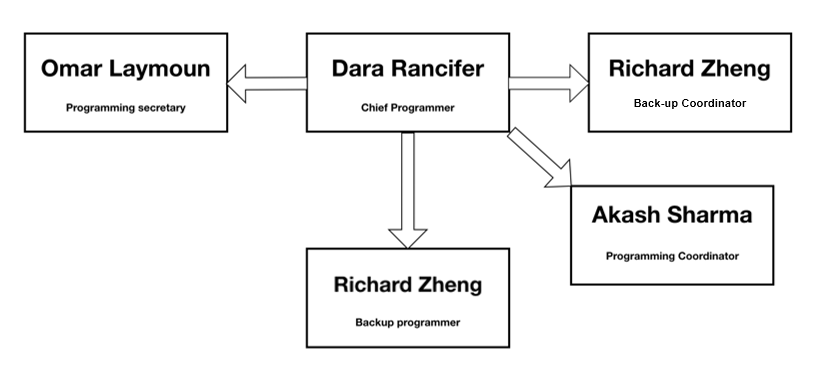 Omar Laymoun
Programming secretary
Dara Rancifer
Chief Programmer
Richard Zheng
Back-up Coordinator
Akash Sharma
Programming Coordinator
Richard Zheng
Backup programmer